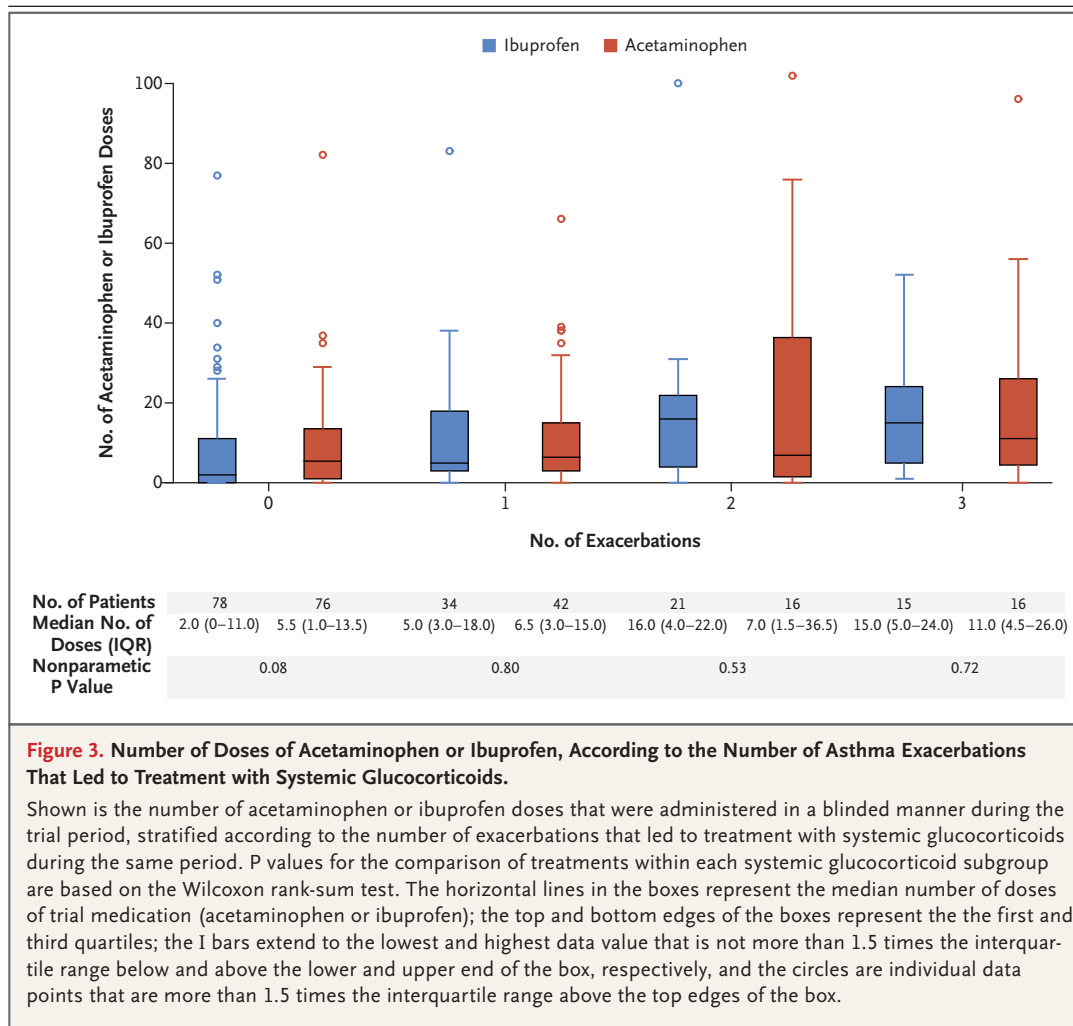 Ibuprofen Acetaminophen
No. of Acetaminophen or Ibuprofen Doses
100
80
60
40
20
0
0 1 2 3
No. of Exacerbations
No. of Patients 78 76 34 42 21 16 15 16
Median No. of 2.0 (0–11.0) 5.5 (1.0–13.5) 5.0 (3.0–18.0) 6.5 (3.0–15.0) 16.0 (4.0–22.0) 7.0 (1.5–36.5) 15.0 (5.0–24.0) 11.0 (4.5–26.0)
Doses (IQR)
Nonparametic 0.08 0.80 0.53 0.72
P Value
Figure 3. Number of Doses of Acetaminophen or Ibuprofen, According to the Number of Asthma Exacerbations
That Led to Treatment with Systemic Glucocorticoids.
Shown is the number of acetaminophen or ibuprofen doses that were administered in a blinded manner during the
trial period, stratified according to the number of exacerbations that led to treatment with systemic glucocorticoids
during the same period. P values for the comparison of treatments within each systemic glucocorticoid subgroup
are based on the Wilcoxon rank-sum test. The horizontal lines in the boxes represent the median number of doses
of trial medication (acetaminophen or ibuprofen); the top and bottom edges of the boxes represent the the first and
third quartiles; the I bars extend to the lowest and highest data value that is not more than 1.5 times the interquar-
tile range below and above the lower and upper end of the box, respectively, and the circles are individual data
points that are more than 1.5 times the interquartile range above the top edges of the box.